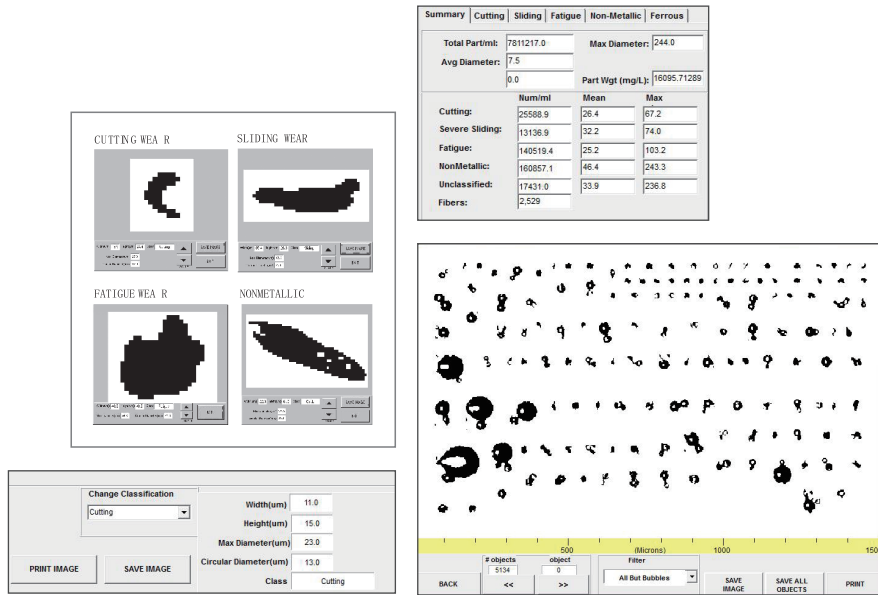 Summary Cutting Sliding Fatigue Non-Metallic Ferrous
Total Part/ml: 7811217.0 Max Diameter: 244.0
Avg Diameter: 7.5
0.0 Part Wgt (mg/L): 16095.71289
Num/ml Mean Max
Cutting: 25588.9 26.4 67.2
Severe Sliding: 13136.9 32.2 74.0
Fatigue: 140519.4 25.2 103.2
NonMetallic: 160857.1 46.4 243.3
Unclassified: 17431.0 33.9 236.8
Fibers: 2,529
CUTTING WEA R SLIDING WEAR
FATIGUE WEA R NONMETALLIC
Change Classification
Cutting
Width(um) 11.0
Height(um) 15.0
Max Diameter(um) 23.0
Circular Diameter(um) 13.0
Class Cutting
PRINT IMAGE SAVE IMAGE
500 (Microns) 1000
# objects object Filter
5134 0
BACK << >> All But Bubbles SAVE IMAGE SAVE ALL OBJECTS PRINT